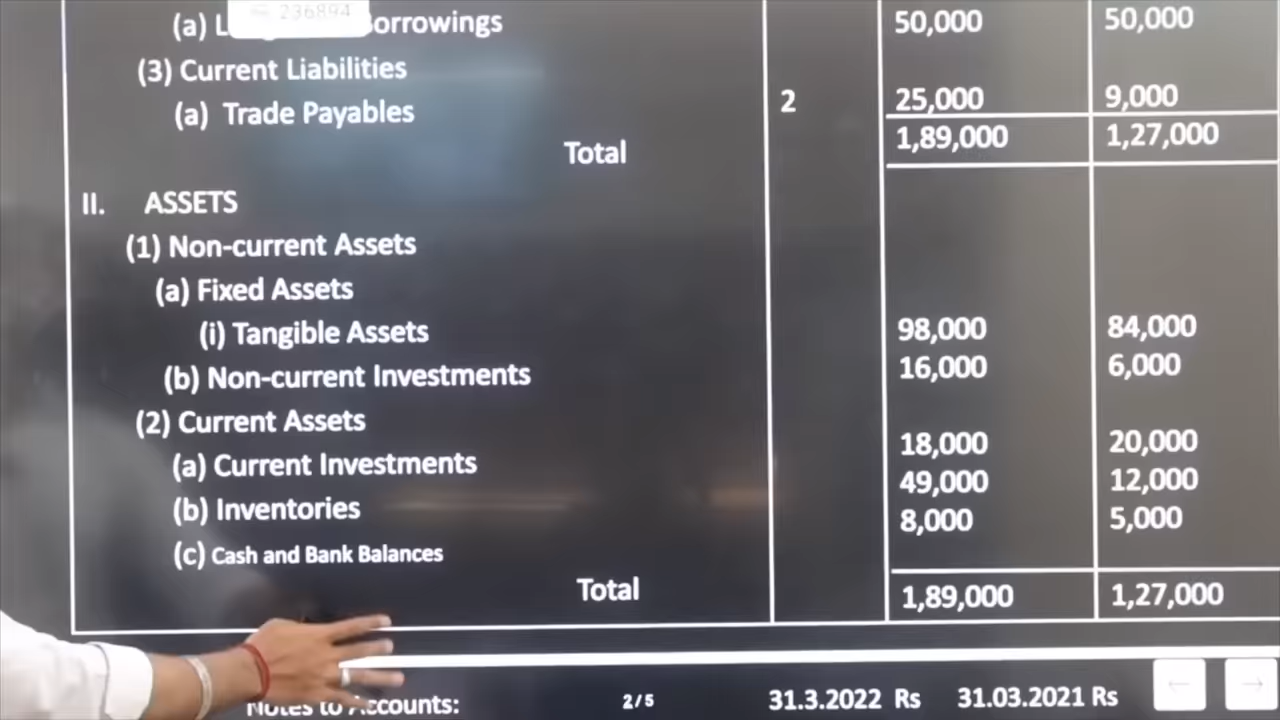 236894
(a) L orrowings 50,000 50,000
(3) Current Liabilities
(a) Trade Payables 2 25,000 9,000
Total 1,89,000 1,27,000
II. ASSETS
(1) Non-current Assets
(a) Fixed Assets
(i) Tangible Assets 98,000 84,000
(b) Non-current Investments 16,000 6,000
(2) Current Assets
(a) Current Investments 18,000 20,000
(b) Inventories 49,000 12,000
(c) Cash and Bank Balances 8,000 5,000
Total 1,89,000 1,27,000
Notes to Accounts: 2/5 31.3.2022 Rs 31.03.2021 Rs